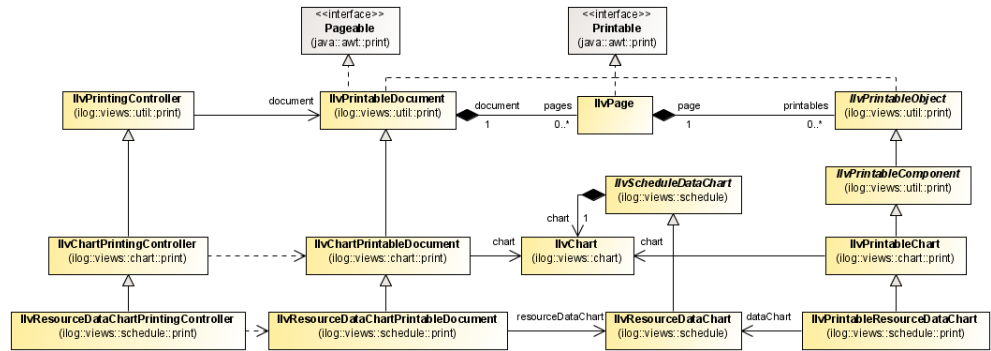 <<interface>>
Pageable
(java::awt::print)
<<interface>>
Printable
(java::awt::print)
IlvPrintingController
(ilog::views::util::print)
document
IlvPrintableDocument
(ilog::views::util::print)
document
1
pages
0..*
IlvPage
page
1
printables
0..*
IlvPrintableObject
(ilog::views::util::print)
IlvPrintableComponent
(ilog::views::util::print)
IlvScheduleDataChart
(ilog::views::schedule)
chart
1
IlvChartPrintingController
(ilog::views::chart::print)
IlvChartPrintableDocument
(ilog::views::chart::print)
chart
IlvChart
(ilog::views::chart)
chart
IlvPrintableChart
(ilog::views::chart::print)
IlvResourceDataChartPrintingController
(ilog::views::schedule::print)
IlvResourceDataChartPrintableDocument
(ilog::views::schedule::print)
resourceDataChart
IlvResourceDataChart
(ilog::views::schedule)
dataChart
IlvPrintableResourceDataChart
(ilog::views::schedule::print)